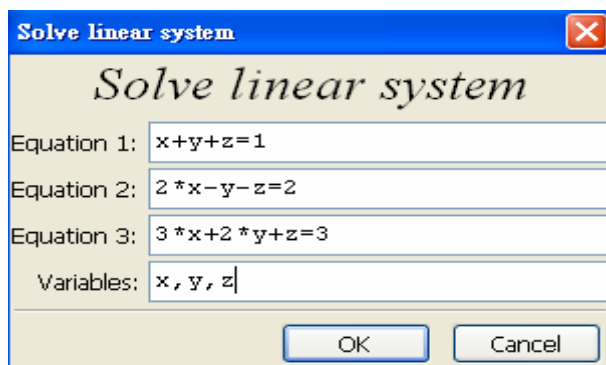 Solve linear system
Solve linear system
Equation 1: x+y+z=1
Equation 2: 2*x-y-z=2
Equation 3: 3*x+2*y+z=3
Variables: x,y,z
OK Cancel